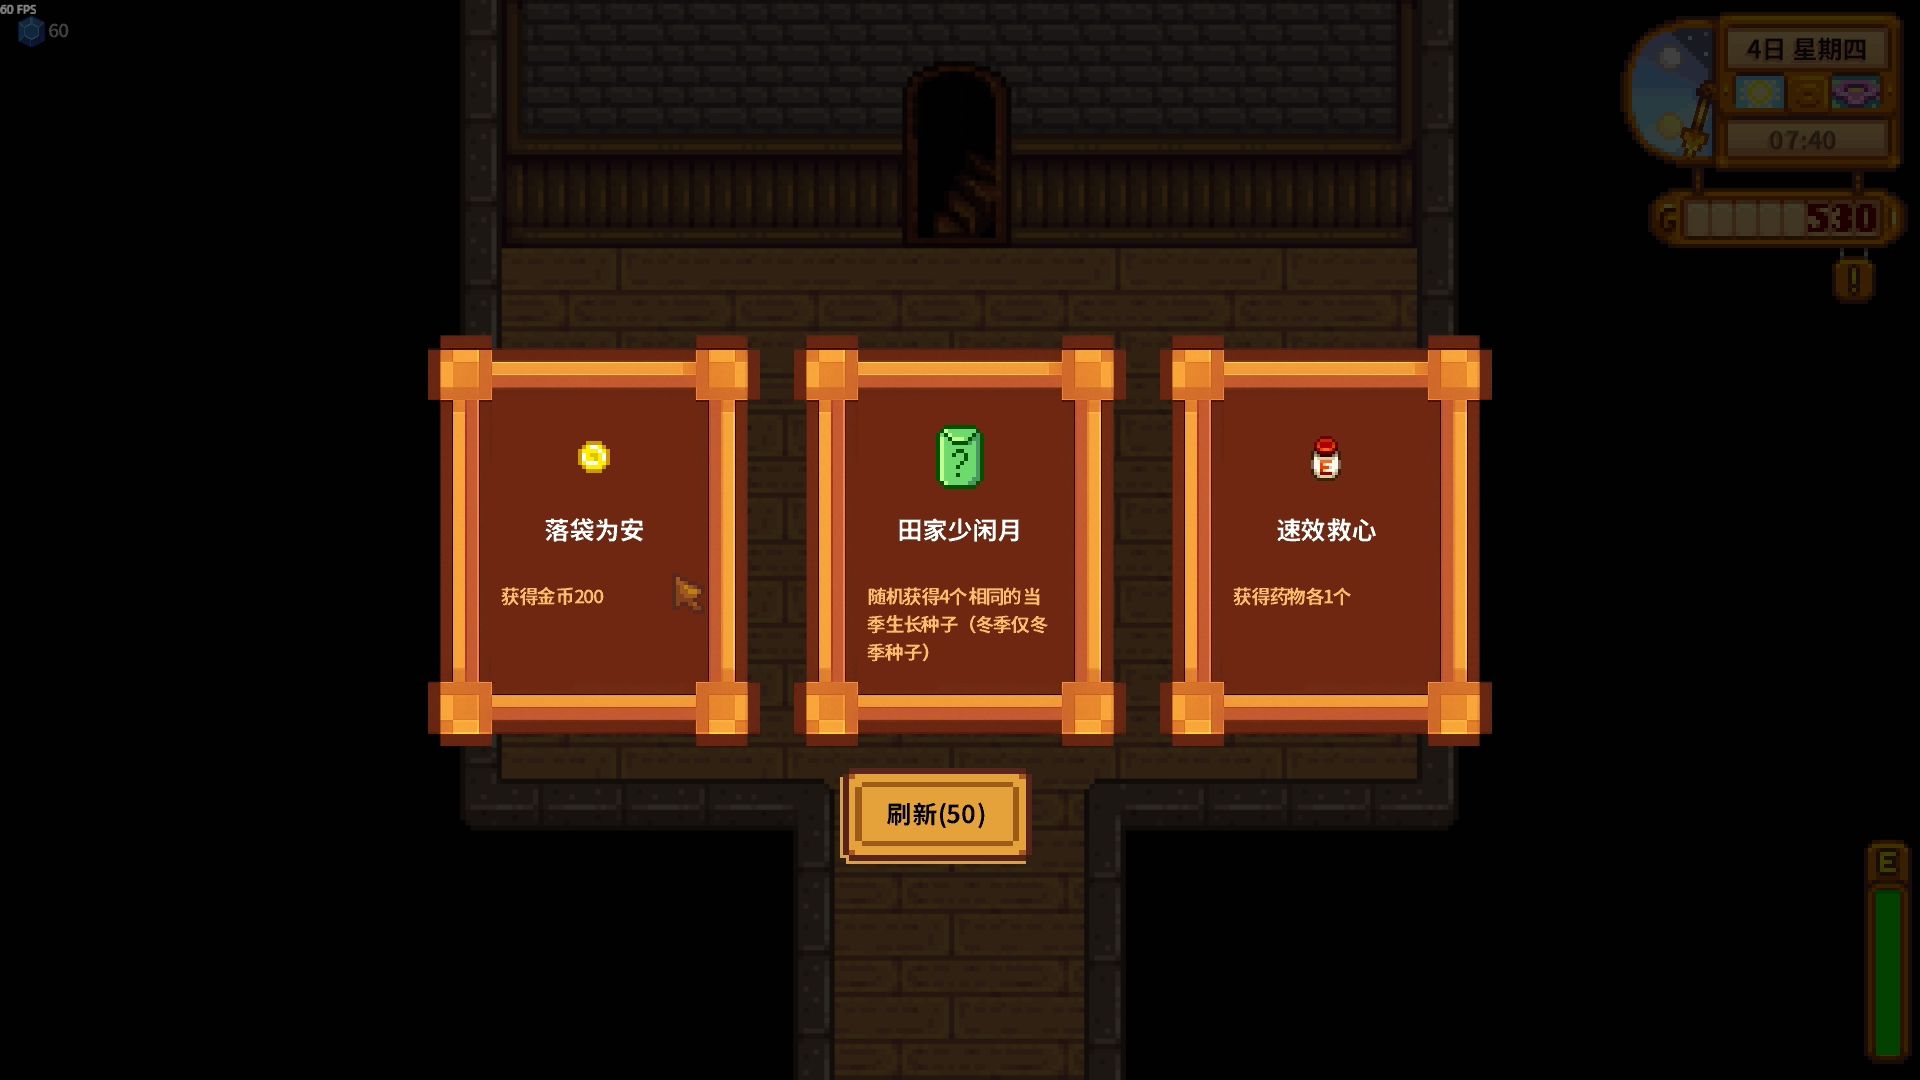 60 FPS
60
4日 星期四
07:40
530
落袋为安
获得金币200
?
田家少闲月
随机获得4个相同的当
季生长种子（冬季仅冬
季种子）
E
速效救心
获得药物各1个
刷新(50)
E